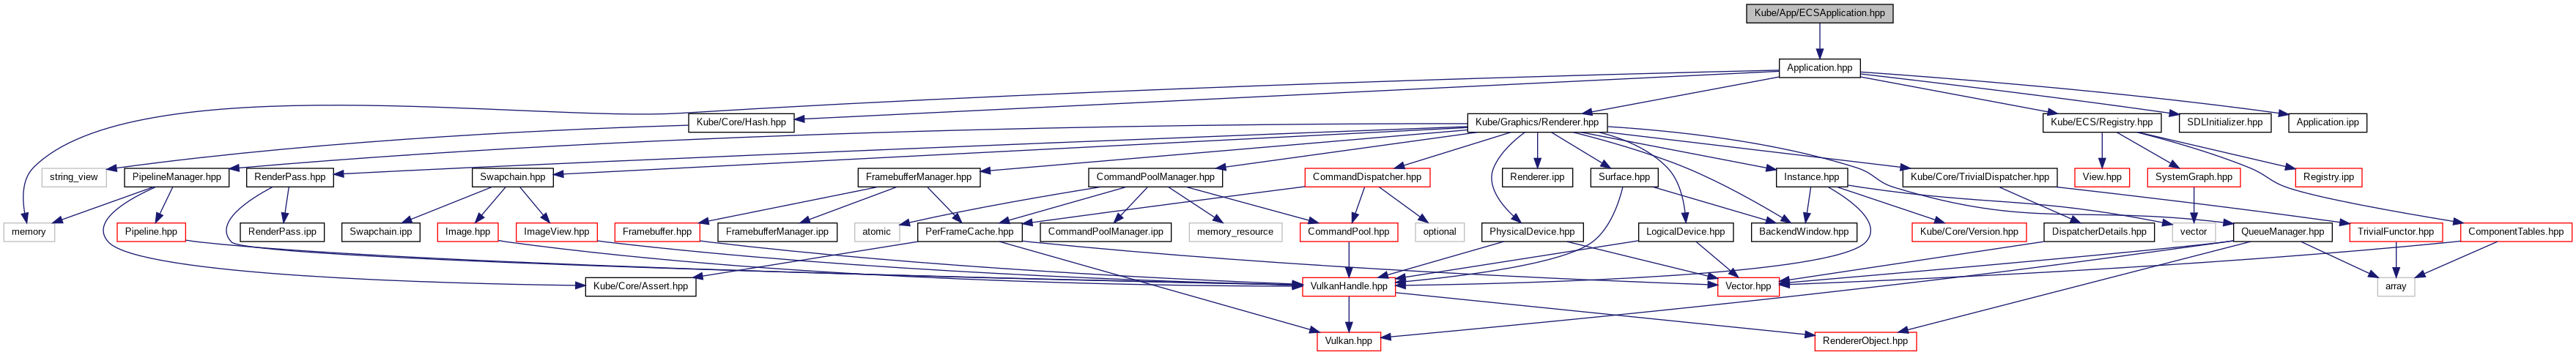 Kube/App/ECSApplication.hpp
Application.hpp
Kube/Core/Hash.hpp
Kube/Graphics/Renderer.hpp
Kube/ECS/Registry.hpp
SDLInitializer.hpp
Application.ipp
string_view
PipelineManager.hpp
RenderPass.hpp
Swapchain.hpp
FramebufferManager.hpp
CommandPoolManager.hpp
CommandDispatcher.hpp
Renderer.ipp
Surface.hpp
Instance.hpp
Kube/Core/TrivialDispatcher.hpp
View.hpp
SystemGraph.hpp
Registry.ipp
memory
Pipeline.hpp
RenderPass.ipp
Swapchain.ipp
Image.hpp
ImageView.hpp
Framebuffer.hpp
FramebufferManager.ipp
atomic
PerFrameCache.hpp
CommandPoolManager.ipp
memory_resource
CommandPool.hpp
optional
PhysicalDevice.hpp
LogicalDevice.hpp
BackendWindow.hpp
Kube/Core/Version.hpp
DispatcherDetails.hpp
vector
QueueManager.hpp
TrivialFunctor.hpp
ComponentTables.hpp
Kube/Core/Assert.hpp
VulkanHandle.hpp
Vector.hpp
array
Vulkan.hpp
RendererObject.hpp